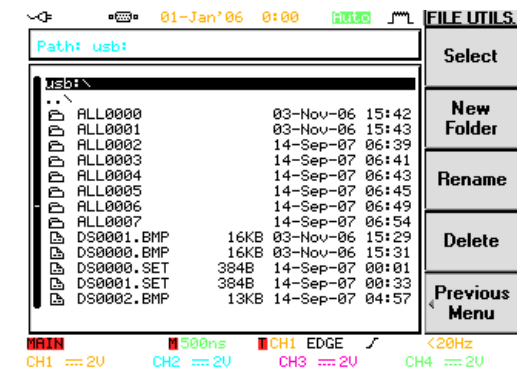 01-Jan'06 0:00 Auto FILE UTILS.
Path: usb:
Select
usb:\
..\
ALL0000 03-Nov-06 15:42
ALL0001 03-Nov-06 15:43
ALL0002 14-Sep-07 06:39
ALL0003 14-Sep-07 06:41
ALL0004 14-Sep-07 06:43
ALL0005 14-Sep-07 06:45
ALL0006 14-Sep-07 06:49
ALL0007 14-Sep-07 06:54
DS0001.BMP 16KB 03-Nov-06 15:29
DS0000.BMP 16KB 03-Nov-06 15:31
DS0000.SET 384B 14-Sep-07 00:01
DS0001.SET 384B 14-Sep-07 00:33
DS0002.BMP 13KB 14-Sep-07 04:57
New
Folder
Rename
Delete
Previous
Menu
MAIN M 500ns T CH1 EDGE <20Hz
CH1 2V CH2 2V CH3 2V CH4 2V